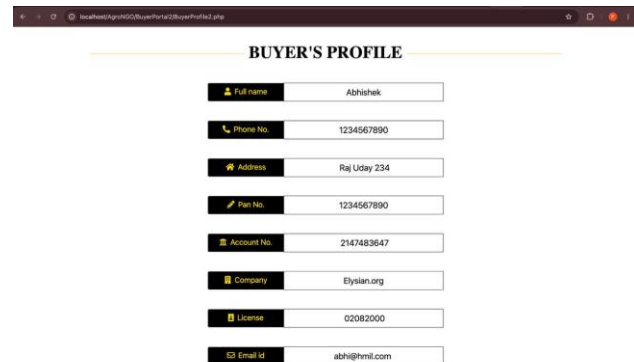 localhost/AgroNGO/BuyerPortal2/BuyerProfile2.php
BUYER'S PROFILE
Full name Abhishek
Phone No. 1234567890
Address Raj Uday 234
Pan No. 1234567890
Account No. 2147483647
Company Elysian.org
License 02082000
Email id abhi@hmil.com